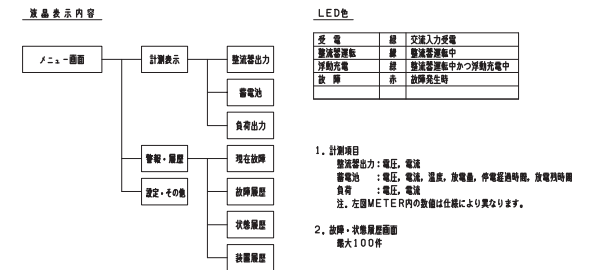 液晶表示内容
メニュー画面
計測表示
整流器出力
蓄電池
負荷出力
警報・履歴
現在故障
設定・その他
故障履歴
状態履歴
装置履歴
LED色
受電 緑 交流入力受電
整流器運転 緑 整流器運転中
浮動充電 緑 整流器運転中かつ浮動充電中
故障 赤 故障発生時
1．計測項目
整流器出力：電圧，電流
蓄電池　：電圧，電流，温度，放電量，停電経過時間，放電残時間
負荷　　：電圧，電流
注．左図METER内の数値は仕様により異なります。
2．故障・状態履歴画面
最大100件